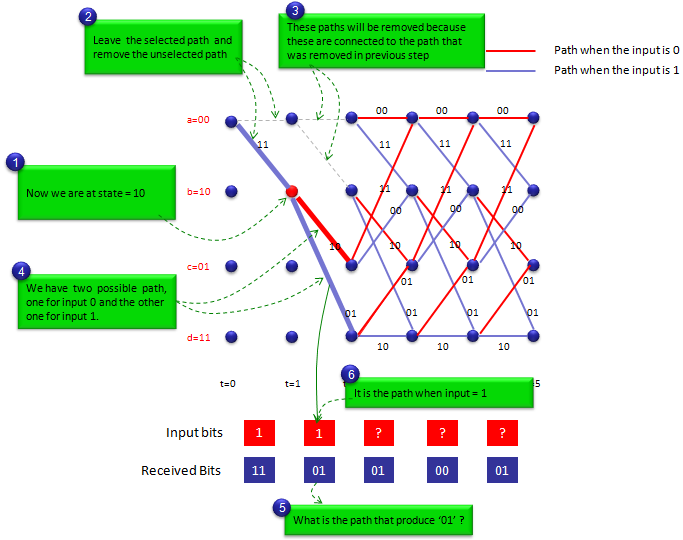 2
3
Leave the selected path and
remove the unselected path
These paths will be removed because
these are connected to the path that
was removed in previous step
Path when the input is 0
Path when the input is 1
a=00
00 00 00
11 11 11
1
Now we are at state = 10
b=10
11 11
00 00 00
10 10 10
4
We have two possible path,
one for input 0 and the other
one for input 1.
c=01
01 01
01 01 01
d=11
10 10 10
t=0 t=1
5
6
It is the path when input = 1
Input bits 1 1 ? ? ?
Received Bits 11 01 01 00 01
5
What is the path that produce ‘01’ ?